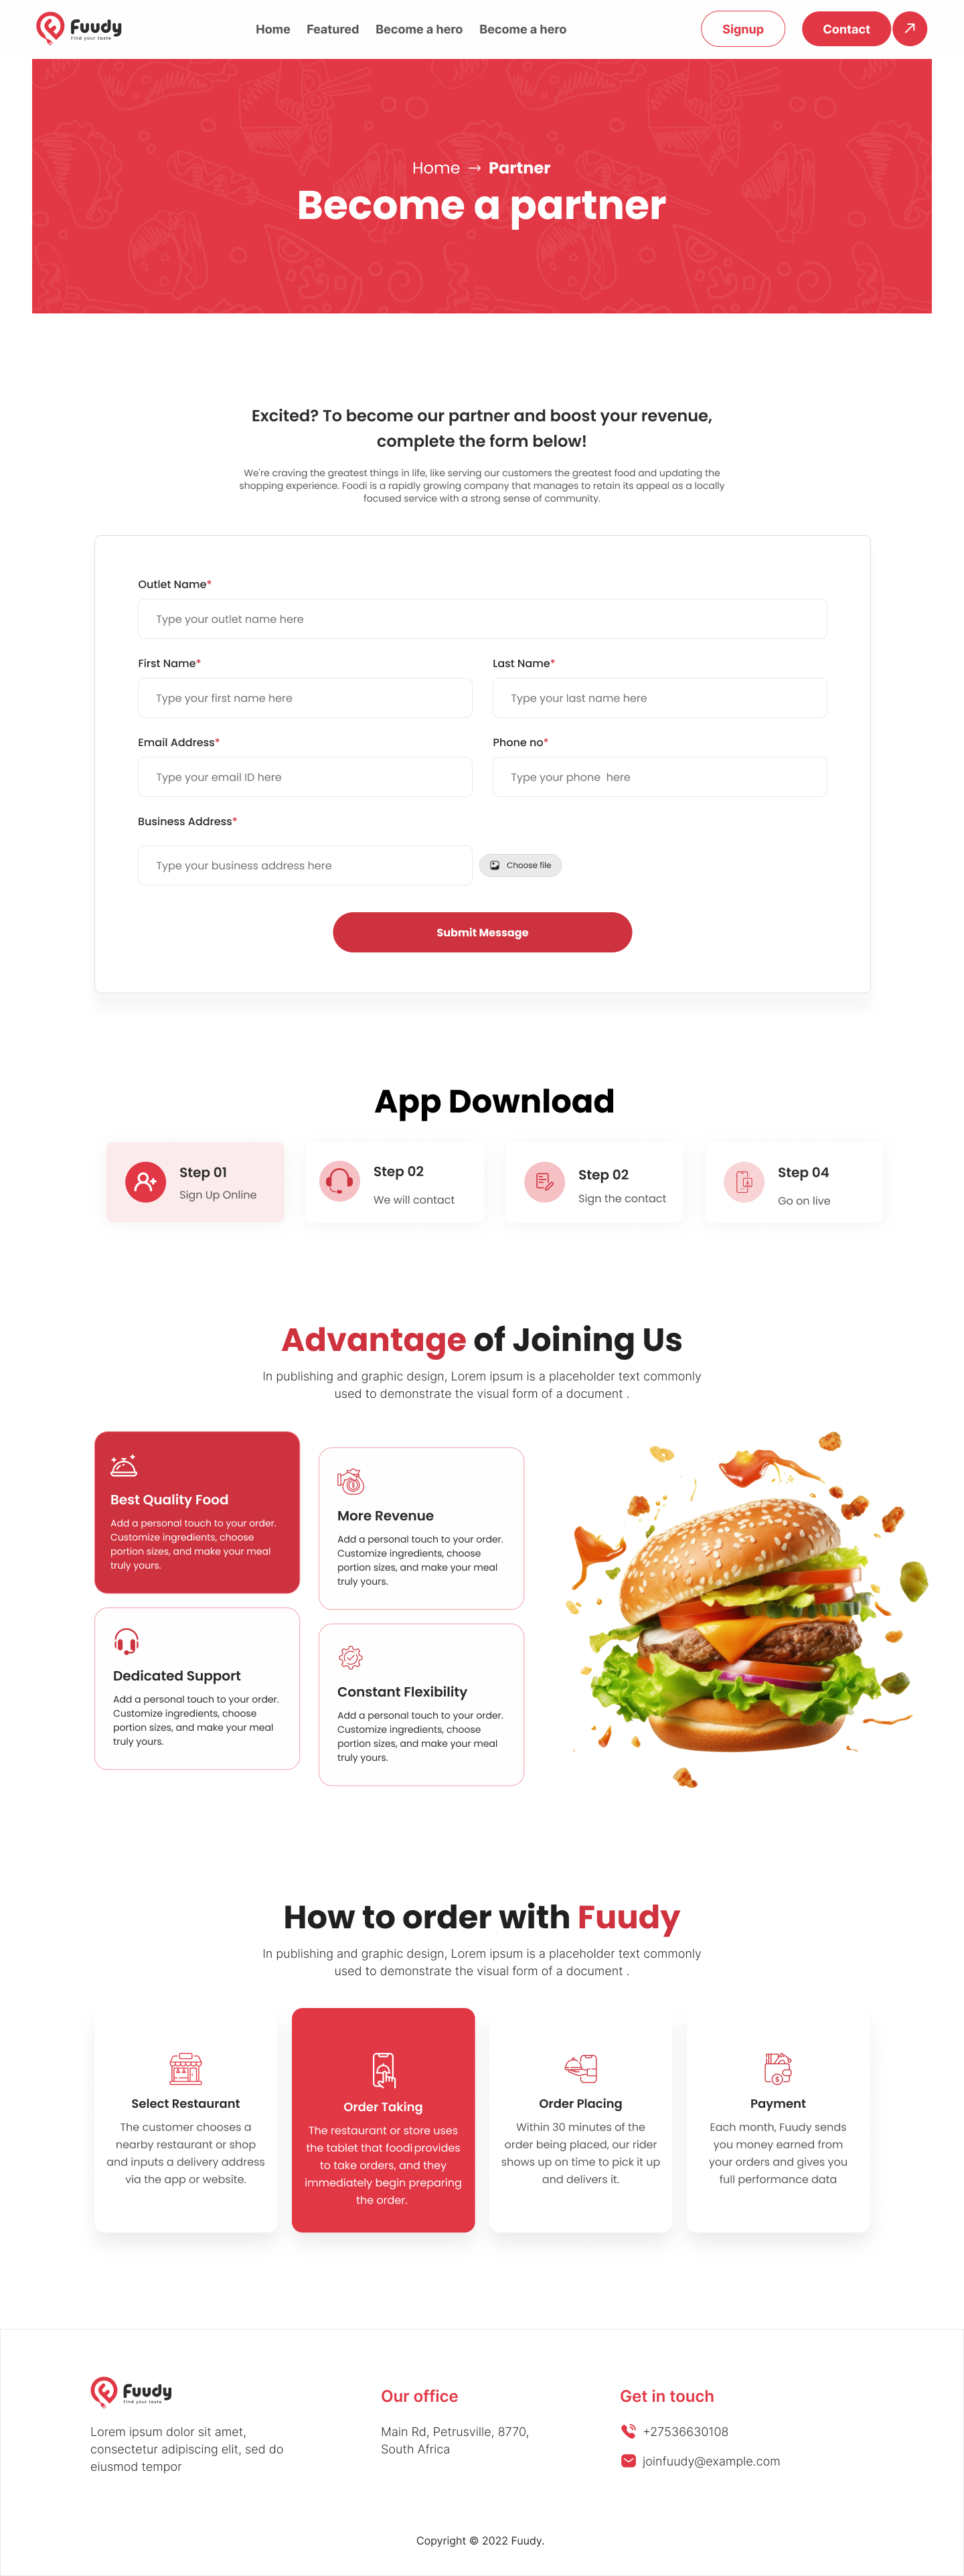 Fuudy
Find your taste
Home Featured Become a hero Become a hero
Signup
Contact
Home → Partner
Become a partner
Excited? To become our partner and boost your revenue,
complete the form below!
We're craving the greatest things in life, like serving our customers the greatest food and updating the
shopping experience. Foodi is a rapidly growing company that manages to retain its appeal as a locally
focused service with a strong sense of community.
Outlet Name*
Type your outlet name here
First Name*
Last Name*
Type your first name here
Type your last name here
Email Address*
Phone no*
Type your email ID here
Type your phone  here
Business Address*
Type your business address here
Choose file
Submit Message
App Download
Step 01
Sign Up Online
Step 02
We will contact
Step 02
Sign the contact
Step 04
Go on live
Advantage of Joining Us
In publishing and graphic design, Lorem ipsum is a placeholder text commonly
used to demonstrate the visual form of a document .
Best Quality Food
Add a personal touch to your order.
Customize ingredients, choose
portion sizes, and make your meal
truly yours.
More Revenue
Add a personal touch to your order.
Customize ingredients, choose
portion sizes, and make your meal
truly yours.
Dedicated Support
Add a personal touch to your order.
Customize ingredients, choose
portion sizes, and make your meal
truly yours.
Constant Flexibility
Add a personal touch to your order.
Customize ingredients, choose
portion sizes, and make your meal
truly yours.
How to order with Fuudy
In publishing and graphic design, Lorem ipsum is a placeholder text commonly
used to demonstrate the visual form of a document .
Select Restaurant
The customer chooses a
nearby restaurant or shop
and inputs a delivery address
via the app or website.
Order Taking
The restaurant or store uses
the tablet that foodi provides
to take orders, and they
immediately begin preparing
the order.
Order Placing
Within 30 minutes of the
order being placed, our rider
shows up on time to pick it up
and delivers it.
Payment
Each month, Fuudy sends
you money earned from
your orders and gives you
full performance data
Fuudy
find your taste
Lorem ipsum dolor sit amet,
consectetur adipiscing elit, sed do
eiusmod tempor
Our office
Main Rd, Petrusville, 8770,
South Africa
Get in touch
+27536630108
joinfuudy@example.com
Copyright © 2022 Fuudy.